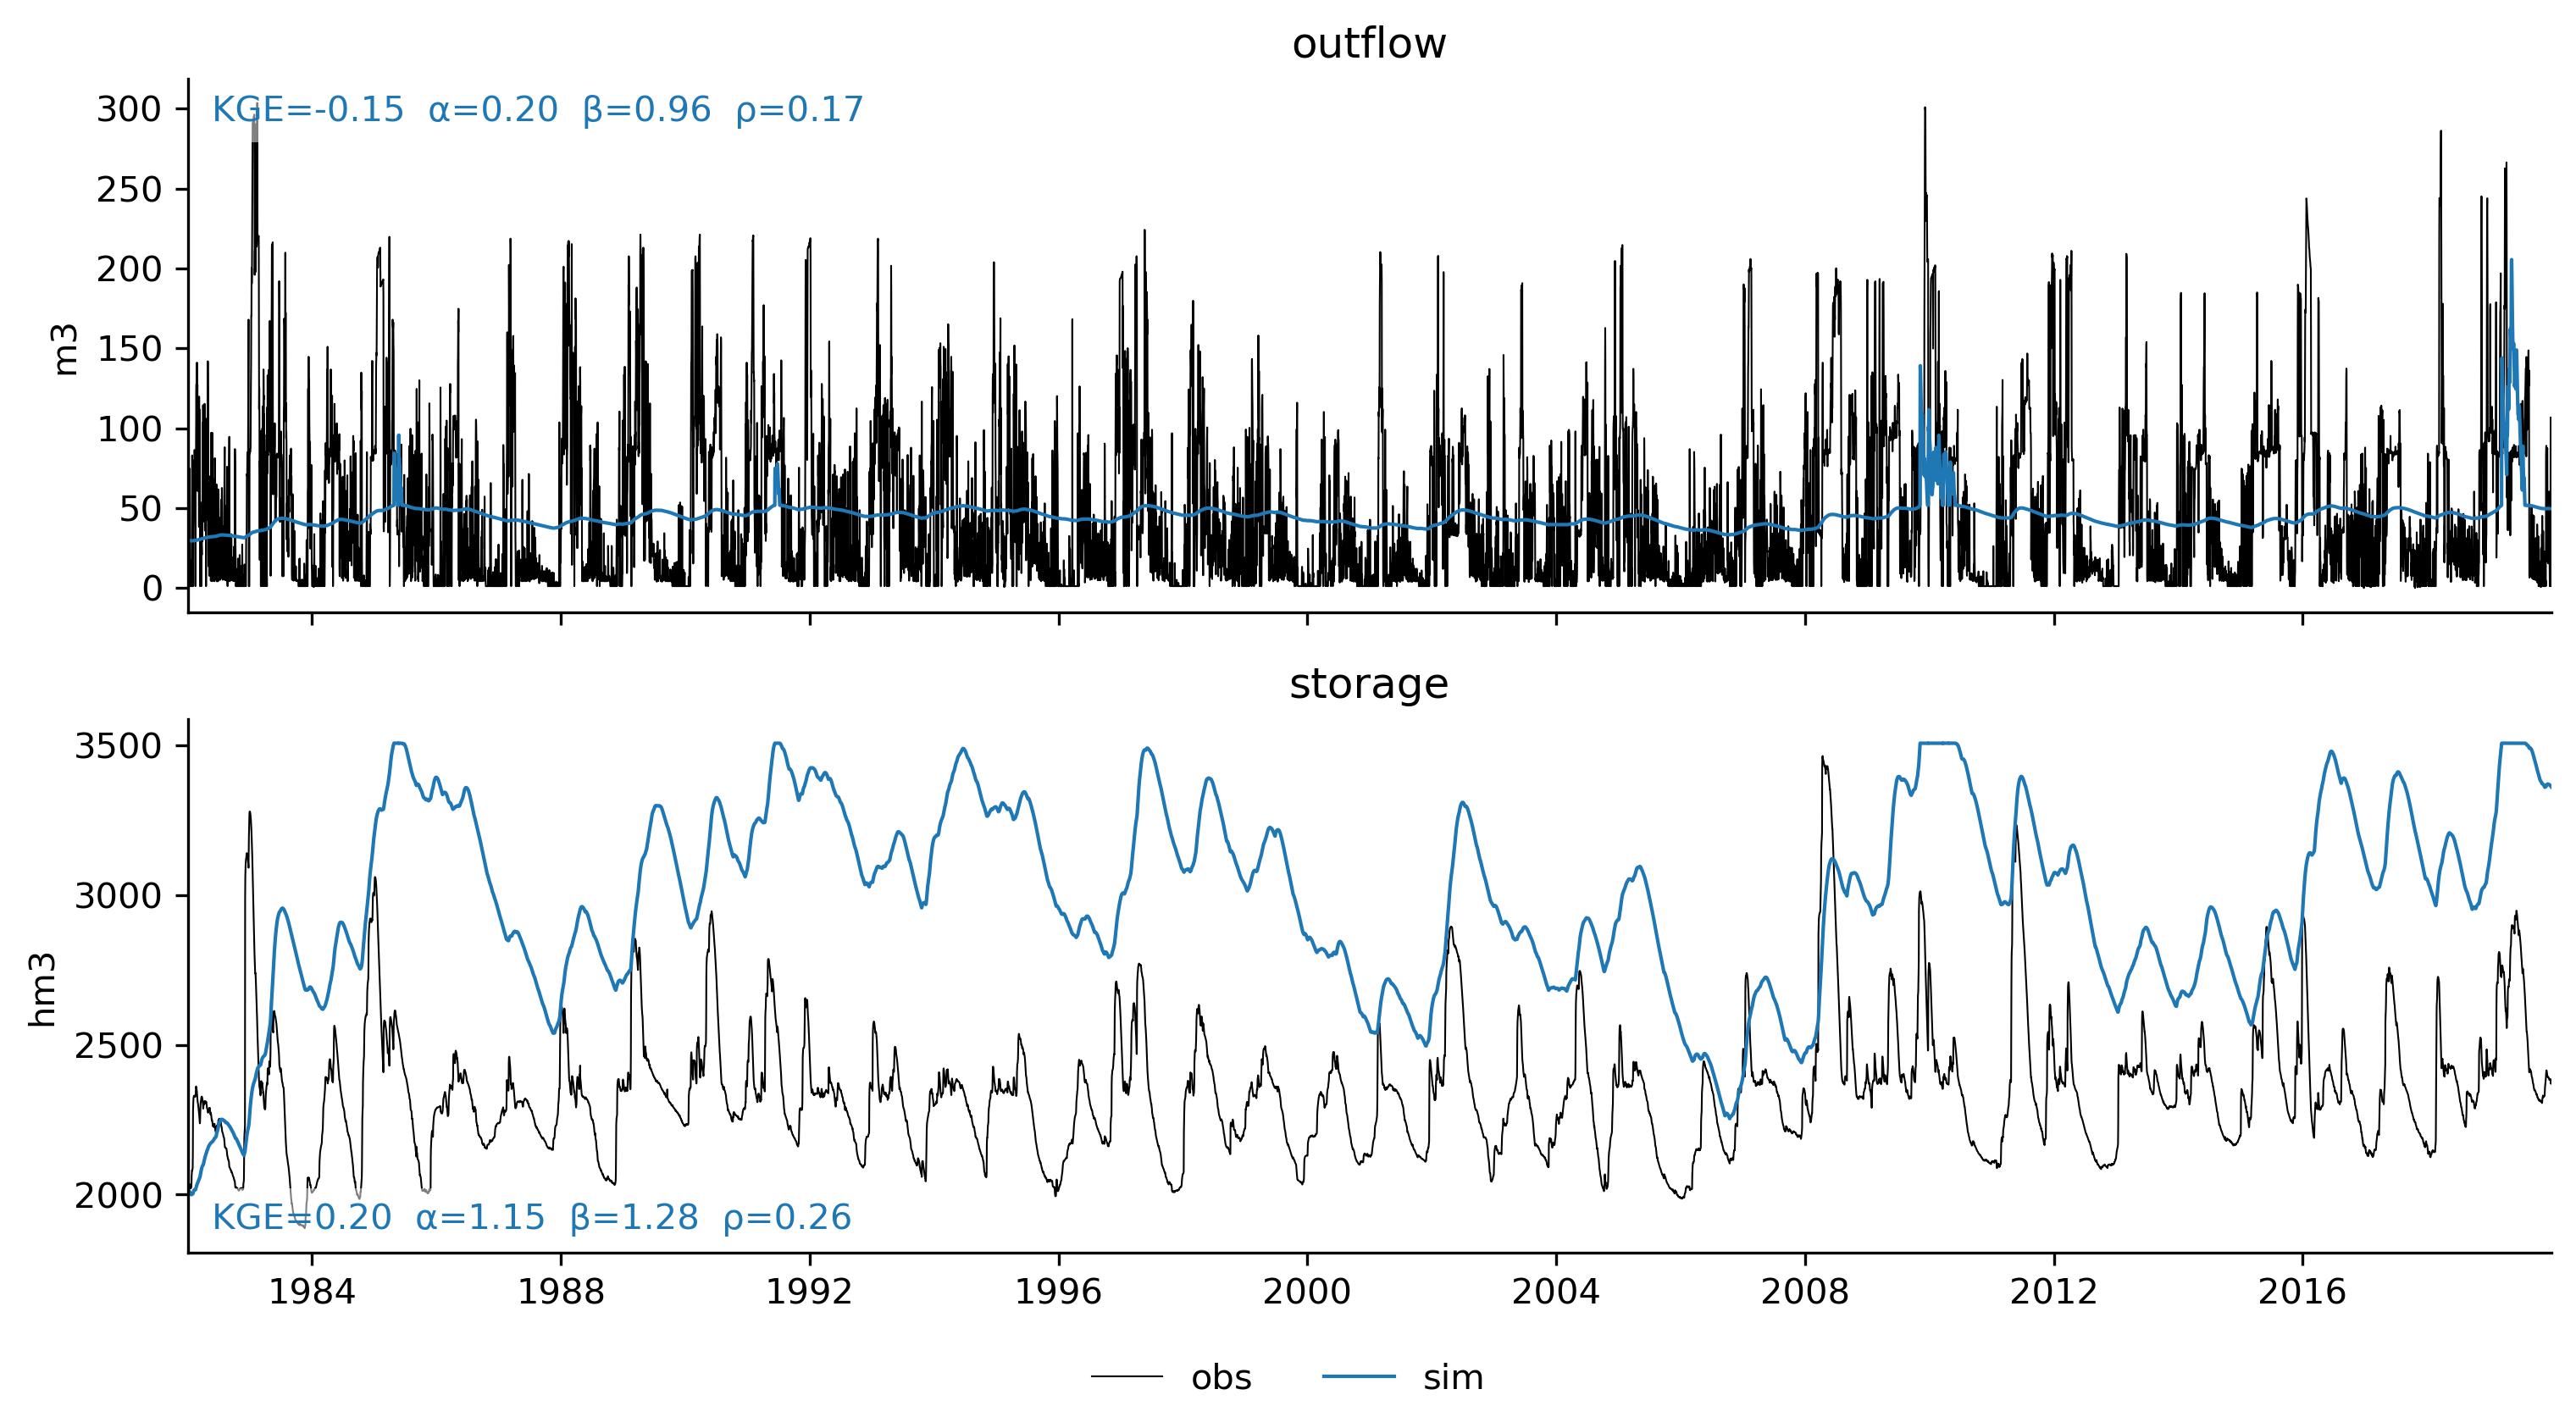 outflow
KGE=-0.15 α=0.20 β=0.96 ρ=0.17
300
250
200
150
100
50
0
m3
storage
3500
3000
2500
2000
hm3
KGE=0.20 α=1.15 β=1.28 ρ=0.26
1984 1988 1992 1996 2000 2004 2008 2012 2016
obs sim